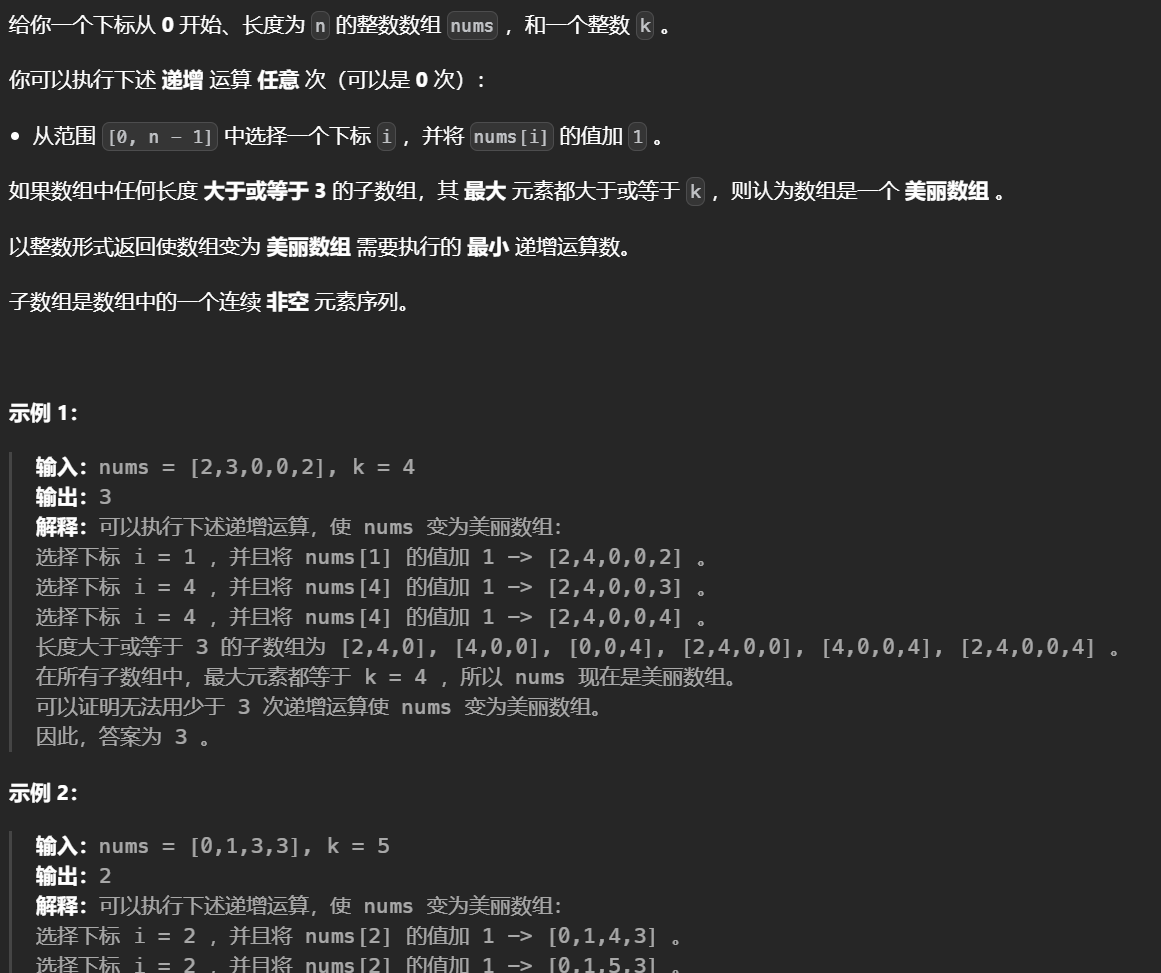 给你一个下标从 0 开始、长度为 n 的整数数组 nums ，和一个整数 k 。
你可以执行下述 递增 运算 任意 次（可以是 0 次）：
• 从范围 [0, n - 1] 中选择一个下标 i ，并将 nums[i] 的值加 1 。
如果数组中任何长度 大于或等于 3 的子数组，其 最大 元素都大于或等于 k ，则认为数组是一个 美丽数组 。
以整数形式返回使数组变为 美丽数组 需要执行的 最小 递增运算数。
子数组是数组中的一个连续 非空 元素序列。
示例 1：
输入：nums = [2,3,0,0,2], k = 4
输出：3
解释：可以执行下述递增运算，使 nums 变为美丽数组：
选择下标 i = 1 ，并且将 nums[1] 的值加 1 -> [2,4,0,0,2] 。
选择下标 i = 4 ，并且将 nums[4] 的值加 1 -> [2,4,0,0,3] 。
选择下标 i = 4 ，并且将 nums[4] 的值加 1 -> [2,4,0,0,4] 。
长度大于或等于 3 的子数组为 [2,4,0], [4,0,0], [0,0,4], [2,4,0,0], [4,0,0,4], [2,4,0,0,4] 。
在所有子数组中，最大元素都等于 k = 4 ，所以 nums 现在是美丽数组。
可以证明无法用少于 3 次递增运算使 nums 变为美丽数组。
因此，答案为 3 。
示例 2：
输入：nums = [0,1,3,3], k = 5
输出：2
解释：可以执行下述递增运算，使 nums 变为美丽数组：
选择下标 i = 2 ，并且将 nums[2] 的值加 1 -> [0,1,4,3] 。
选择下标 i = 2 ，并且将 nums[2] 的值加 1 -> [0,1,5,3] 。